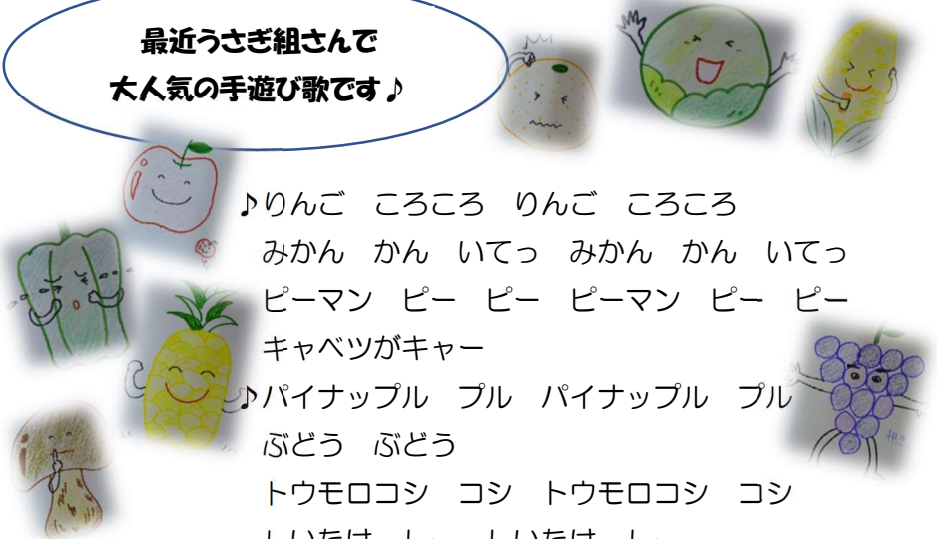 最近うさぎ組さんで
大人気の手遊び歌です♪
♪りんご　ころころ　りんご　ころころ
みかん　かん　いてっ　みかん　かん　いてっ
ピーマン　ピー　ピー　ピーマン　ピー　ピー
キャベツがキャー
♪パイナップル　プル　パイナップル　プル
ぶどう　ぶどう
トウモロコシ　コシ　トウモロコシ　コシ